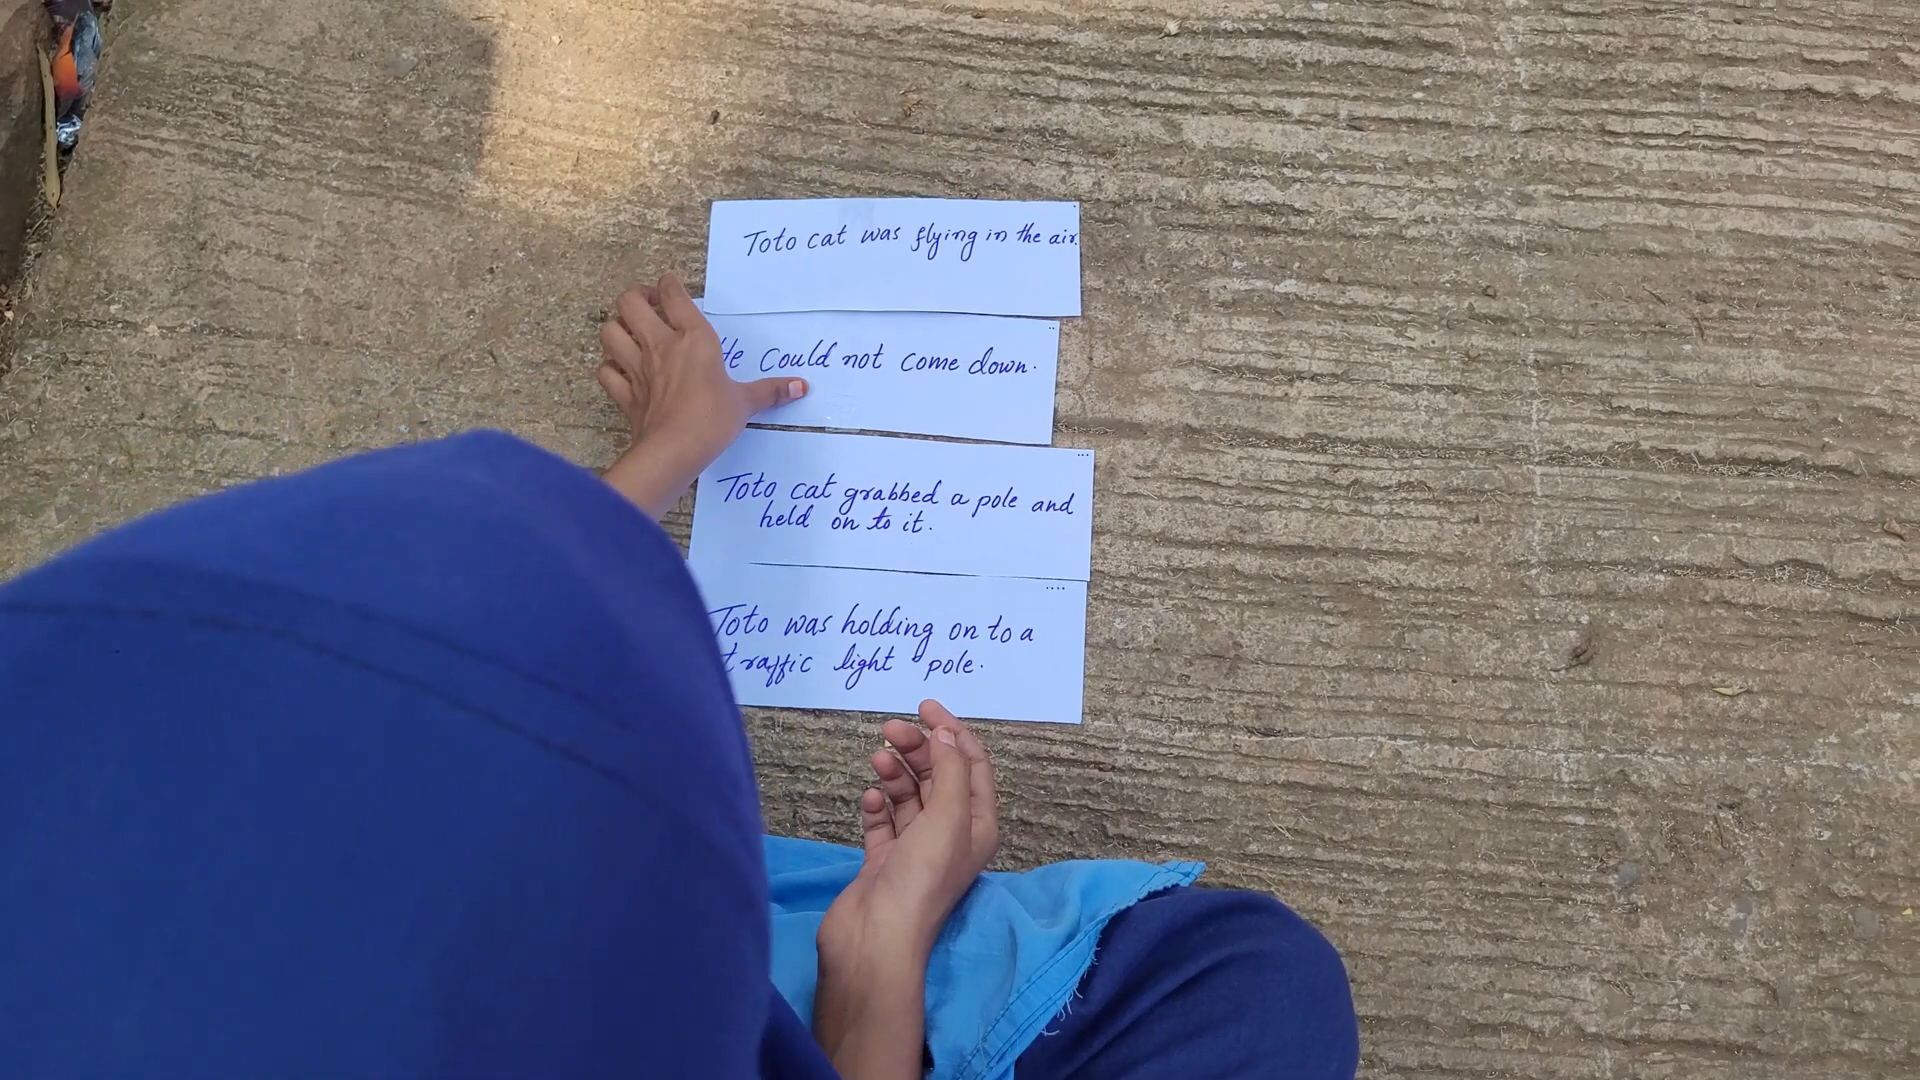 Toto cat was flying in the air.
He Could not come down.
Toto cat grabbed a pole and
held on to it.
Toto was holding on to a
traffic light pole.